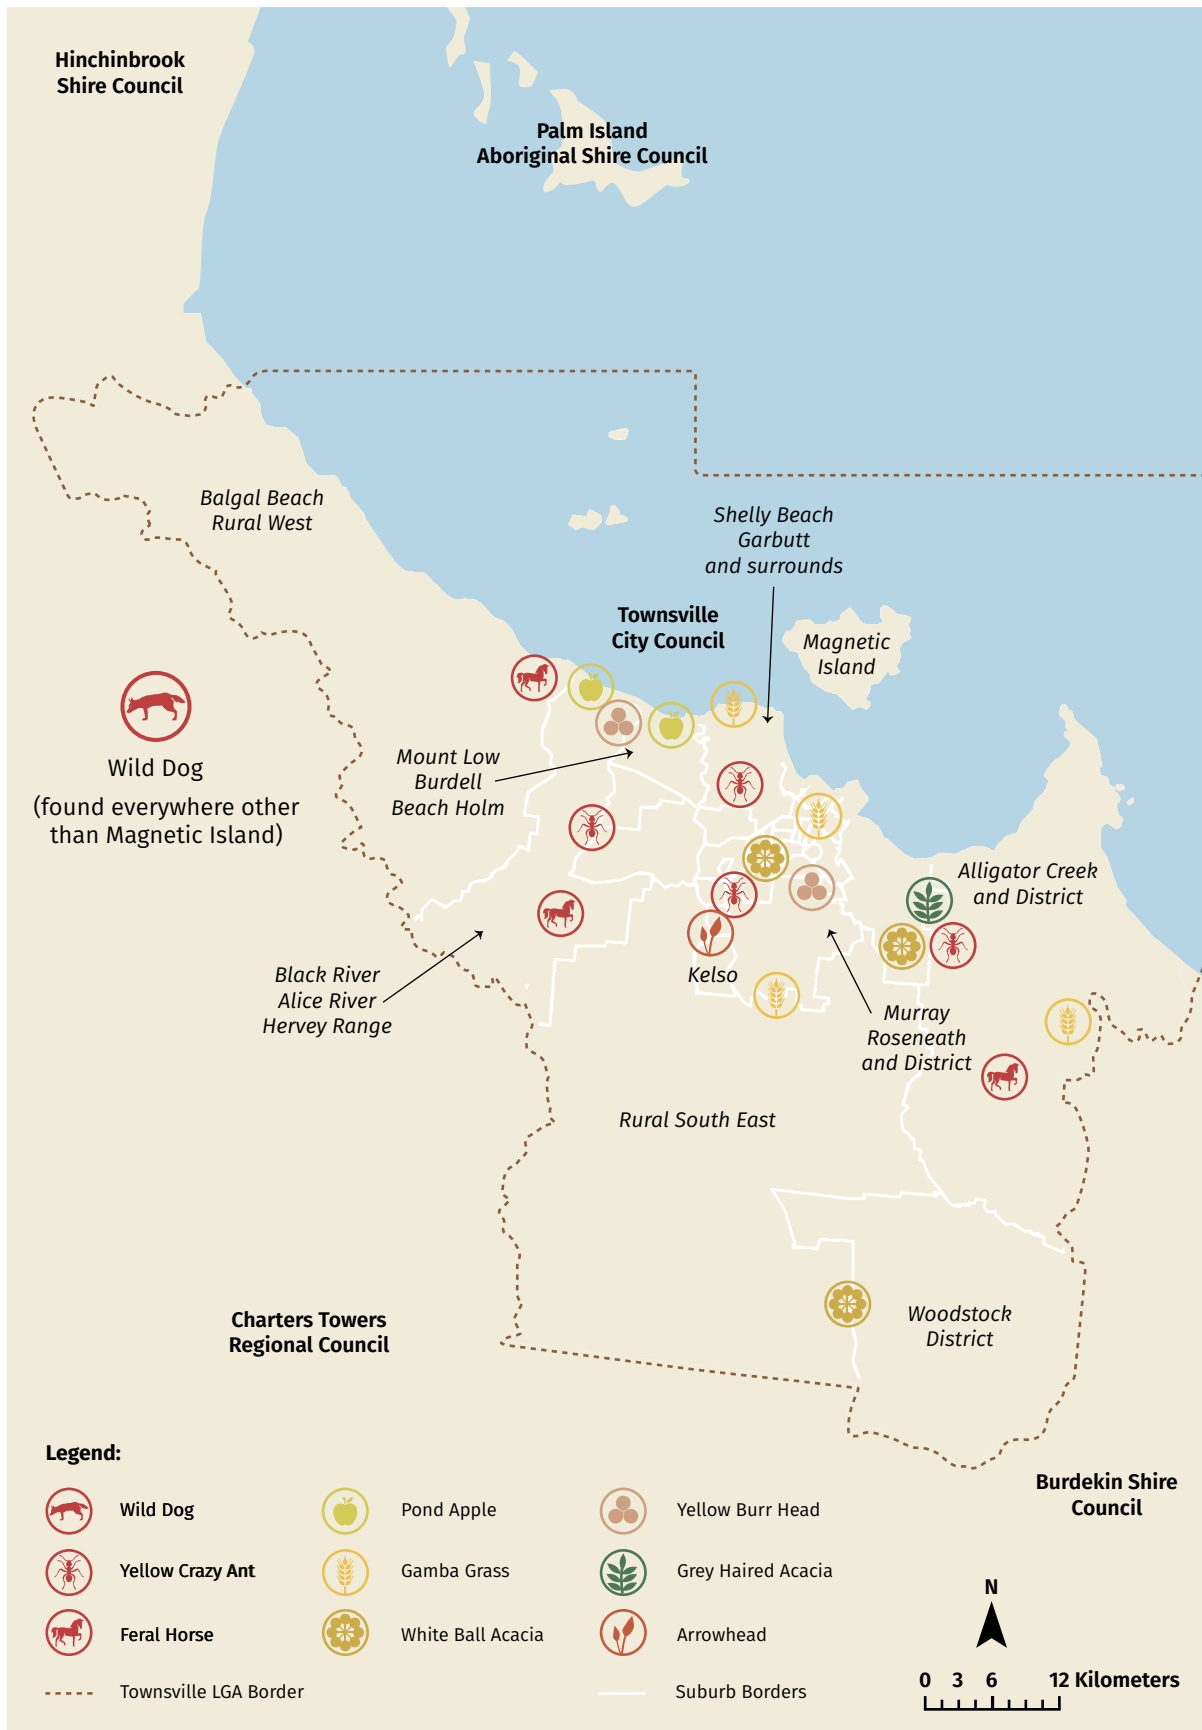 Hinchinbrook
Shire Council
Palm Island
Aboriginal Shire Council
Balgal Beach
Rural West
Shelly Beach
Garbutt
and surrounds
Townsville
City Council
Magnetic
Island
Wild Dog
(found everywhere other
than Magnetic Island)
Mount Low
Burdell
Beach Holm
Alligator Creek
and District
Black River
Alice River
Hervey Range
Kelso
Murray
Roseneath
and District
Rural South East
Charters Towers
Regional Council
Woodstock
District
Burdekin Shire
Council
Legend:
Wild Dog
Pond Apple
Yellow Burr Head
Yellow Crazy Ant
Gamba Grass
Grey Haired Acacia
Feral Horse
White Ball Acacia
Arrowhead
Townsville LGA Border
Suburb Borders
N
0 3 6 12 Kilometers